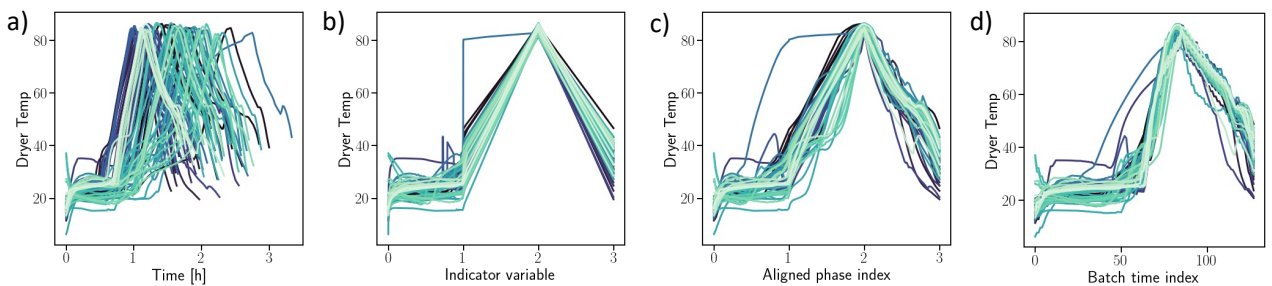 a)
80
60
40
20
Dryer Temp
0 1 2 3
Time [h]
b)
80
60
40
20
Dryer Temp
0 1 2 3
Indicator variable
c)
80
60
40
20
Dryer Temp
0 1 2 3
Aligned phase index
d)
80
60
40
20
Dryer Temp
0 50 100
Batch time index